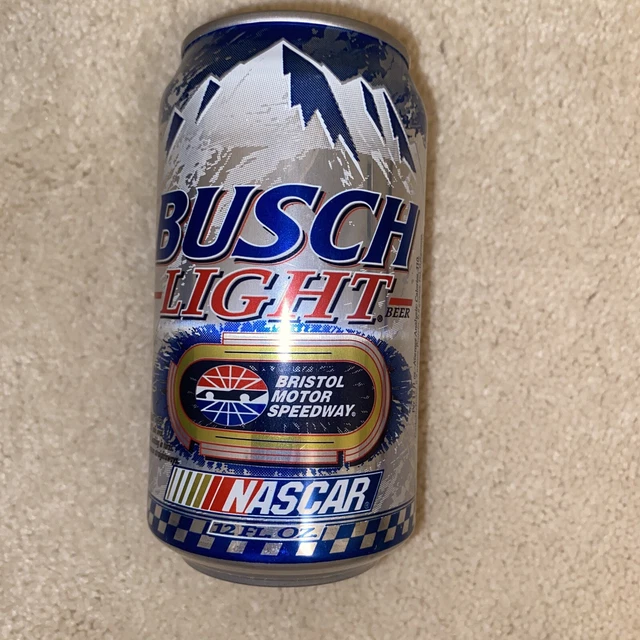 BUSCH
LIGHT®
BEER
BRISTOL
MOTOR
SPEEDWAY®
NASCAR
12 FL. OZ.